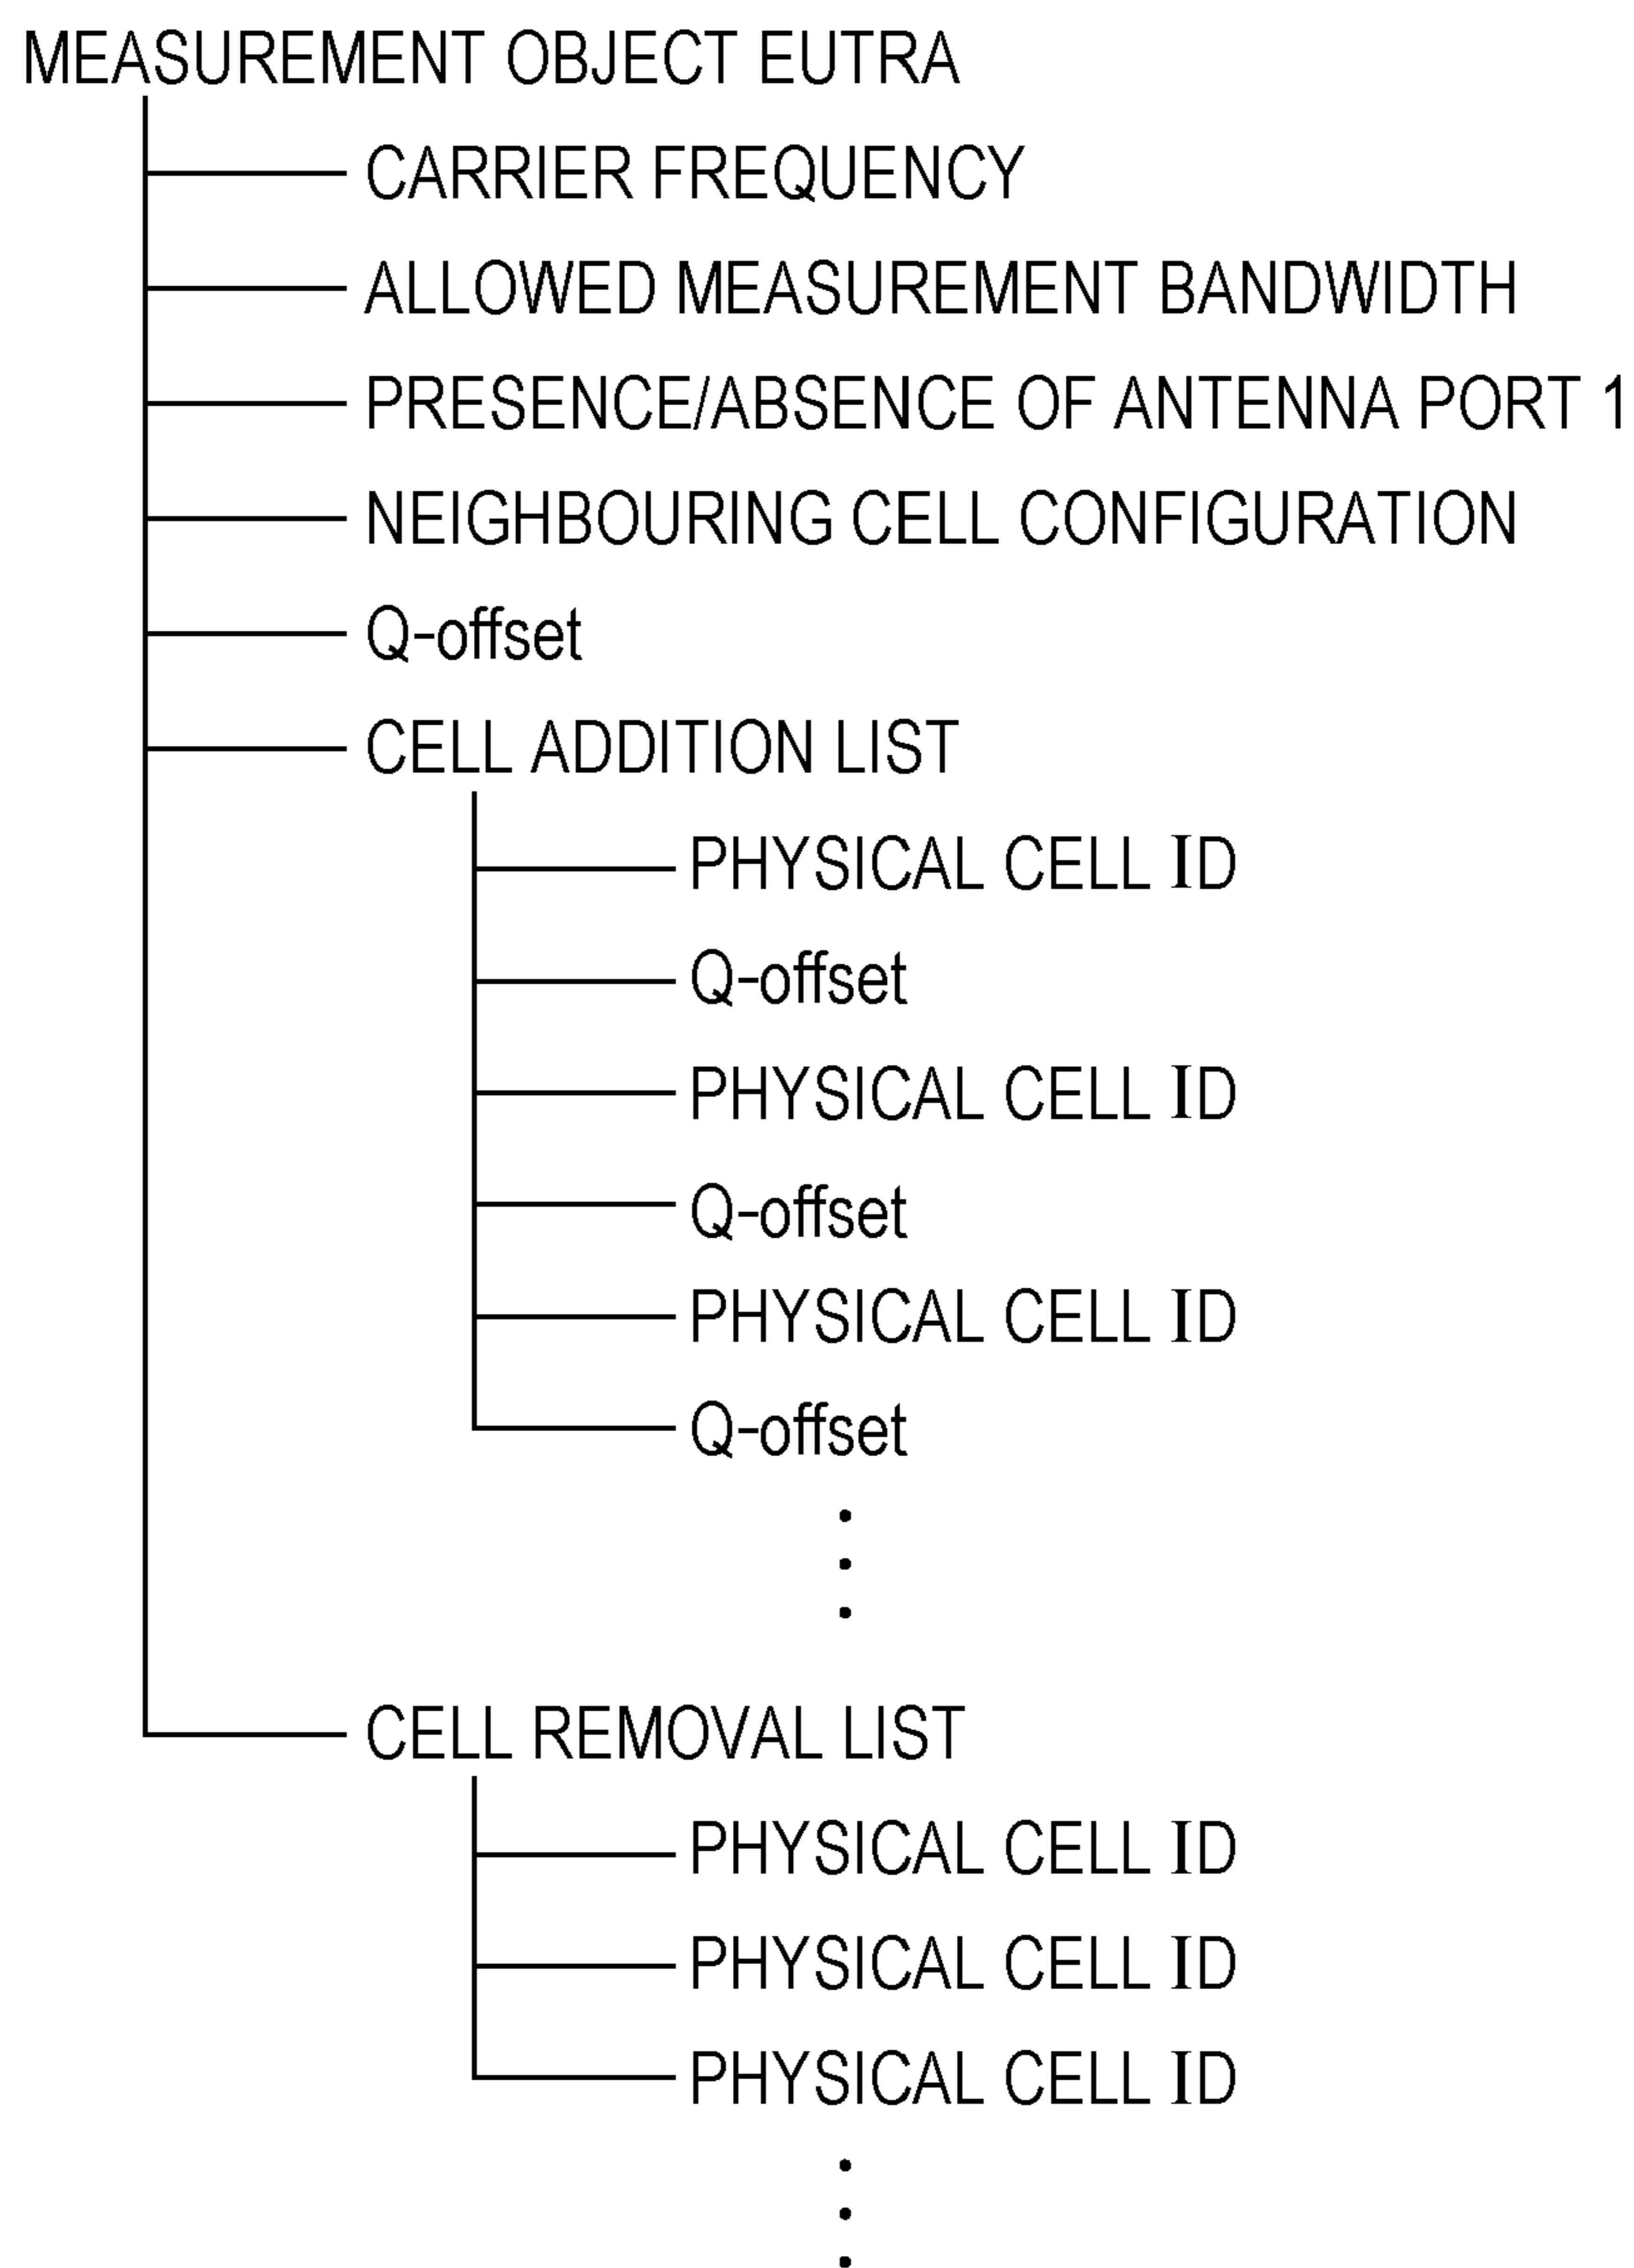 MEASUREMENT OBJECT EUTRA
CARRIER FREQUENCY
ALLOWED MEASUREMENT BANDWIDTH
PRESENCE/ABSENCE OF ANTENNA PORT 1
NEIGHBOURING CELL CONFIGURATION
Q-offset
CELL ADDITION LIST
PHYSICAL CELL ID
Q-offset
PHYSICAL CELL ID
Q-offset
PHYSICAL CELL ID
Q-offset
CELL REMOVAL LIST
PHYSICAL CELL ID
PHYSICAL CELL ID
PHYSICAL CELL ID